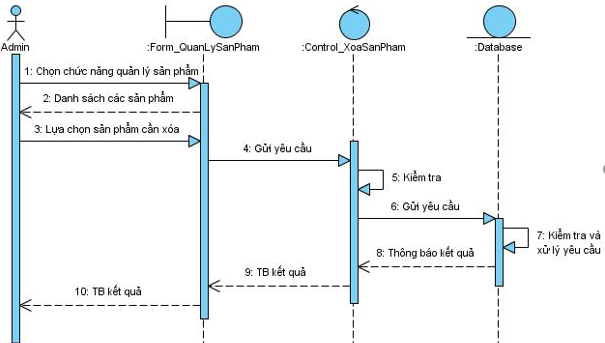 Admin
:Form_QuanLySanPham
:Control_XoaSanPham
:Database
1: Chọn chức năng quản lý sản phẩm
2: Danh sách các sản phẩm
3: Lựa chọn sản phẩm cần xóa
4: Gửi yêu cầu
5: Kiểm tra
6: Gửi yêu cầu
7: Kiểm tra và
xử lý yêu cầu
8: Thông báo kết quả
9: TB kết quả
10: TB kết quả